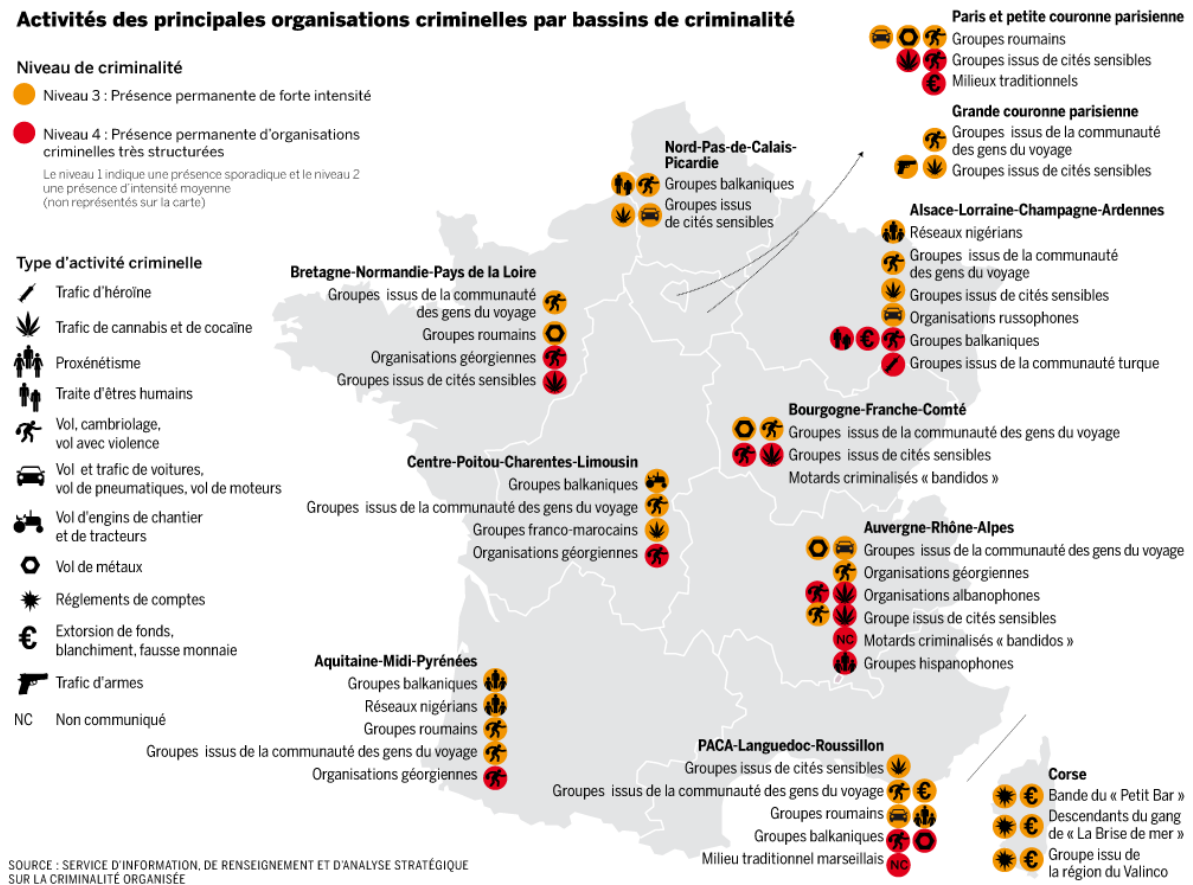 Activités des principales organisations criminelles par bassins de criminalité
Niveau de criminalité
Niveau 3 : Présence permanente de forte intensité
Niveau 4 : Présence permanente d'organisations
criminelles très structurées
Le niveau 1 indique une présence sporadique et le niveau 2
une présence d'intensité moyenne
(non représentés sur la carte)
Type d'activité criminelle
Trafic d'héroïne
Trafic de cannabis et de cocaïne
Proxénétisme
Traite d'êtres humains
Vol, cambriolage,
vol avec violence
Vol et trafic de voitures,
vol de pneumatiques, vol de moteurs
Vol d'engins de chantier
et de tracteurs
Vol de métaux
Réglements de comptes
€ Extorsion de fonds,
blanchiment, fausse monnaie
Trafic d'armes
NC Non communiqué
Paris et petite couronne parisienne
Groupes roumains
Groupes issus de cités sensibles
€ Milieux traditionnels
Grande couronne parisienne
Groupes issus de la communauté
des gens du voyage
Groupes issus de cités sensibles
Nord-Pas-de-Calais-
Picardie
Groupes balkaniques
Groupes issus
de cités sensibles
Alsace-Lorraine-Champagne-Ardennes
Réseaux nigérians
Groupes issus de la communauté
des gens du voyage
Groupes issus de cités sensibles
Organisations russophones
€ Groupes balkaniques
Groupes issus de la communauté turque
Bretagne-Normandie-Pays de la Loire
Groupes issus de la communauté
des gens du voyage
Groupes roumains
Organisations géorgiennes
Groupes issus de cités sensibles
Bourgogne-Franche-Comté
Groupes issus de la communauté des gens du voyage
Groupes issus de cités sensibles
Motards criminalisés « bandidos »
Centre-Poitou-Charentes-Limousin
Groupes balkaniques
Groupes issus de la communauté des gens du voyage
Groupes franco-marocains
Organisations géorgiennes
Auvergne-Rhône-Alpes
Groupes issus de la communauté des gens du voyage
Organisations géorgiennes
Organisations albanophones
Groupe issus de cités sensibles
NC Motards criminalisés « bandidos »
Groupes hispanophones
Aquitaine-Midi-Pyrénées
Groupes balkaniques
Réseaux nigérians
Groupes roumains
Groupes issus de la communauté des gens du voyage
Organisations géorgiennes
PACA-Languedoc-Roussillon
Groupes issus de cités sensibles
Groupes issus de la communauté des gens du voyage €
Groupes roumains
Groupes balkaniques
Milieu traditionnel marseillais NC
Corse
€ Bande du « Petit Bar »
€ Descendants du gang
de « La Brise de mer »
€ Groupe issu de
la région du Valinco
SOURCE : SERVICE D'INFORMATION, DE RENSEIGNEMENT ET D'ANALYSE STRATÉGIQUE
SUR LA CRIMINALITÉ ORGANISÉE